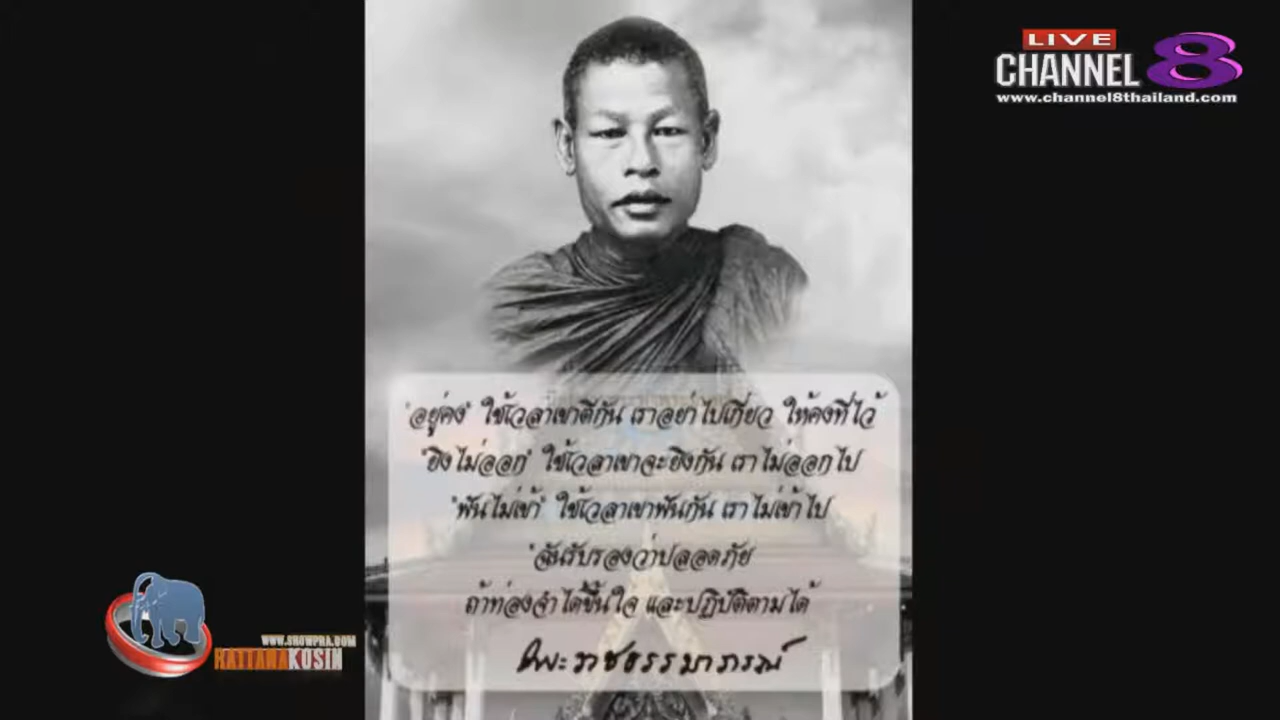 LIVE
CHANNEL 8
www.channel8thailand.com
"อยู่คง" ใช้เวลาเขาตีกัน เราอย่าไปเกี่ยว ให้คงที่ไว้
"ยิงไม่ออก" ใช้เวลาเขาจะยิงกัน เราไม่ออกไป
"ฟันไม่เข้า" ใช้เวลาเขาฟันกัน เราไม่เข้าไป
"ฉันรับรองว่าปลอดภัย
ถ้าท่องจำได้ขึ้นใจ และปฏิบัติตามได้
พระราชธรรมาภรณ์
WWW.SHOWPRA.COM
RATTANAKOSIN